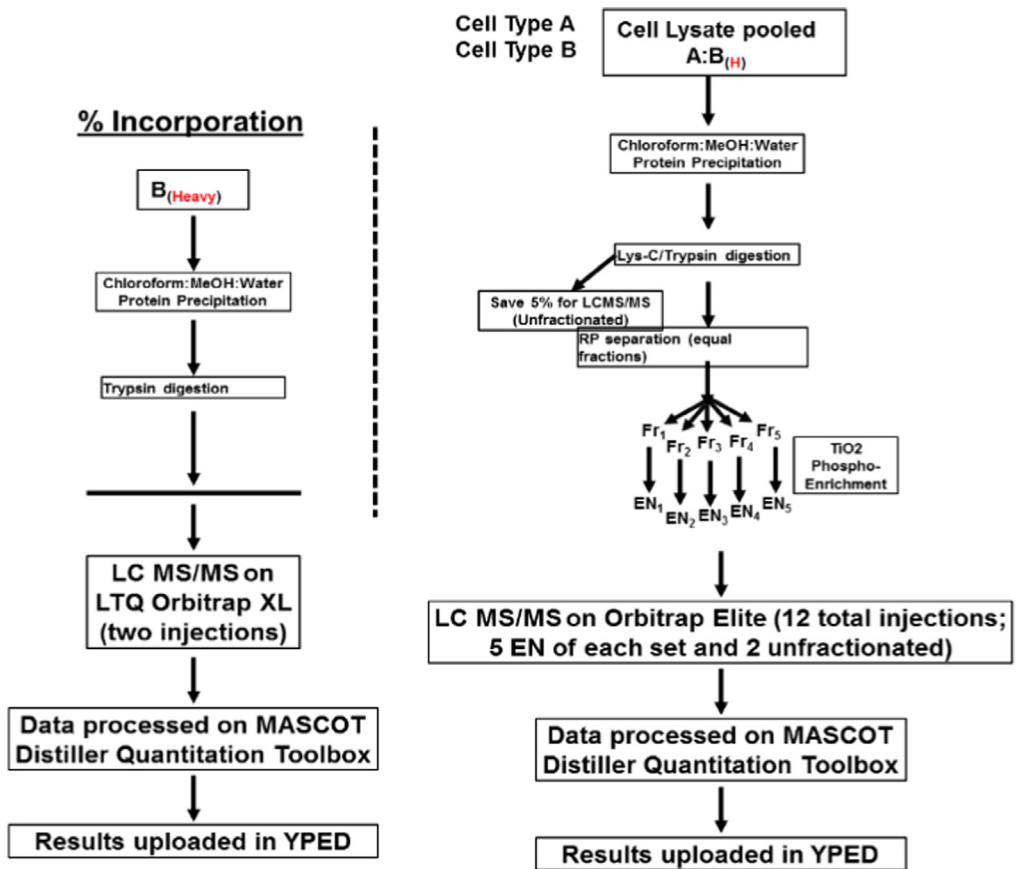 % Incorporation
B(Heavy)
Chloroform:MeOH:Water
Protein Precipitation
Trypsin digestion
LC MS/MS on
LTQ Orbitrap XL
(two injections)
Data processed on MASCOT
Distiller Quantitation Toolbox
Results uploaded in YPED
Cell Type A
Cell Type B
Cell Lysate pooled
A:B(H)
Chloroform:MeOH:Water
Protein Precipitation
Lys-C/Trypsin digestion
Save 5% for LCMS/MS
(Unfractionated)
RP separation (equal
fractions)
Fr1 Fr2 Fr3 Fr4 Fr5
TiO2
Phospho-
Enrichment
EN1 EN2 EN3 EN4 EN5
LC MS/MS on Orbitrap Elite (12 total injections;
5 EN of each set and 2 unfractionated)
Data processed on MASCOT
Distiller Quantitation Toolbox
Results uploaded in YPED